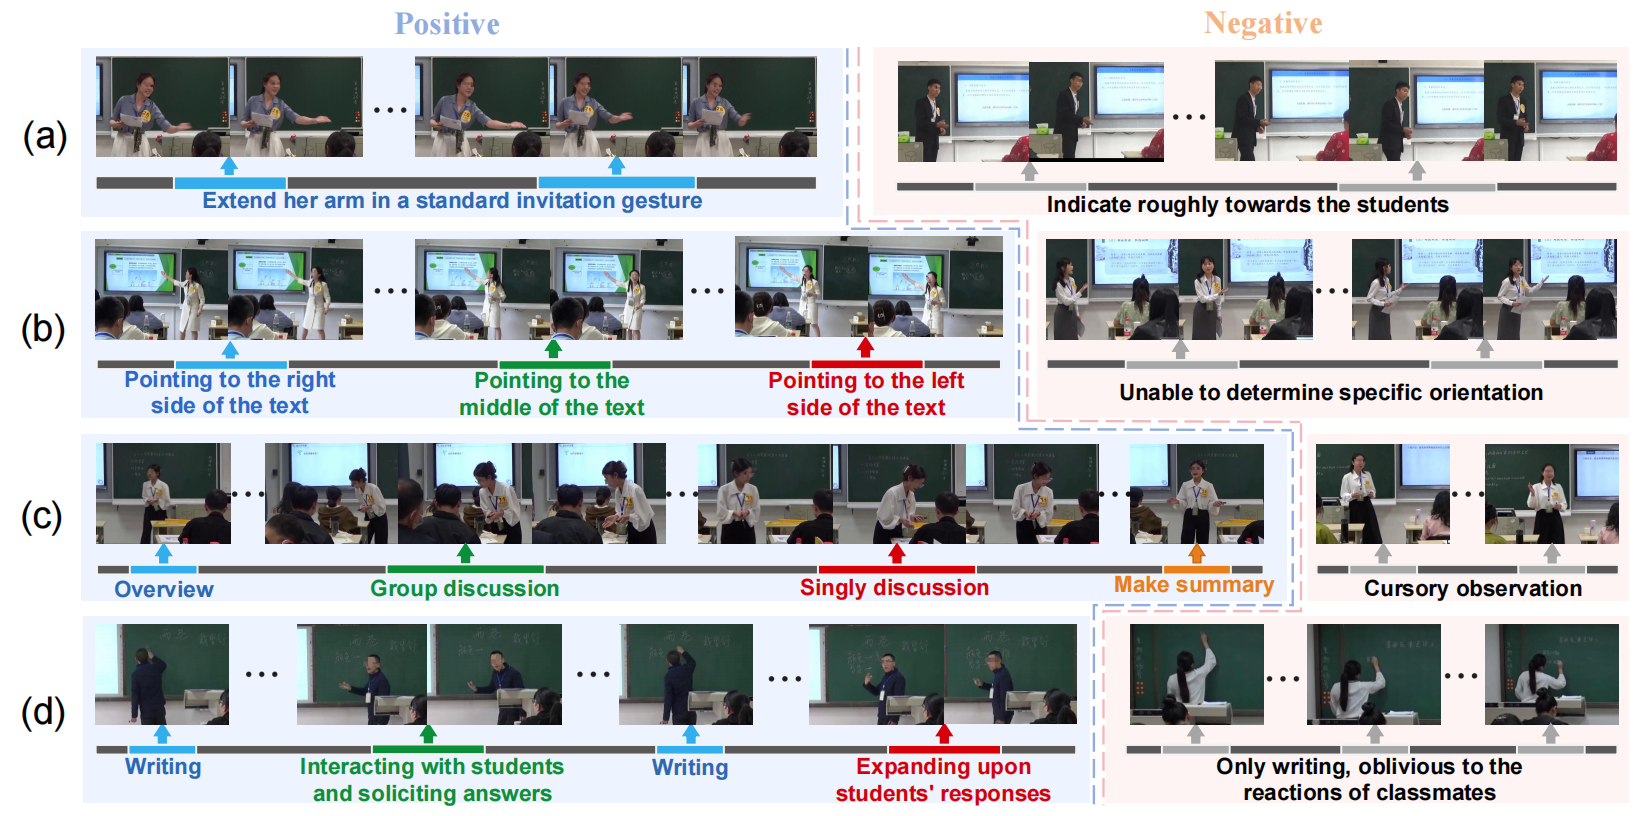 Positive
Negative
(a)
Extend her arm in a standard invitation gesture
Indicate roughly towards the students
(b)
Pointing to the right
side of the text
Pointing to the
middle of the text
Pointing to the left
side of the text
Unable to determine specific orientation
(c)
Overview
Group discussion
Singly discussion
Make summary
Cursory observation
(d)
Writing
Interacting with students
and soliciting answers
Writing
Expanding upon
students' responses
Only writing, oblivious to the
reactions of classmates